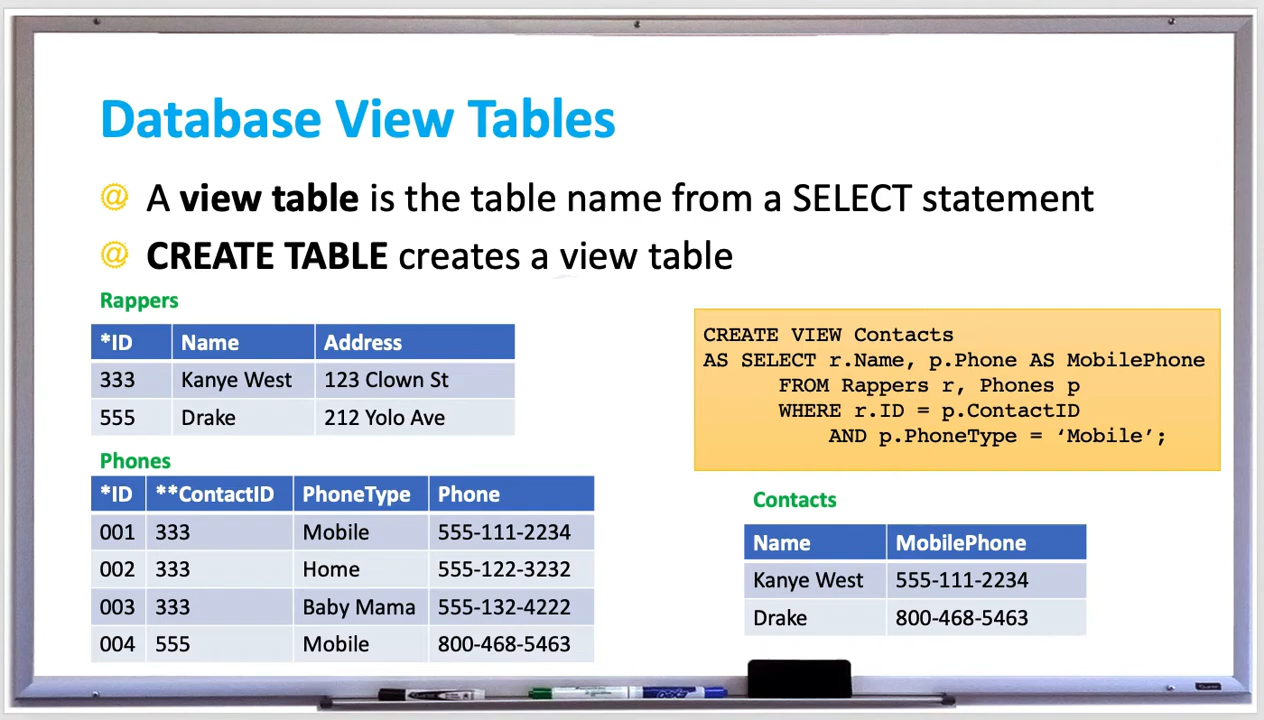 Database View Tables
@ A view table is the table name from a SELECT statement
@ CREATE TABLE creates a view table
Rappers
*ID Name Address
333 Kanye West 123 Clown St
555 Drake 212 Yolo Ave
Phones
*ID **ContactID PhoneType Phone
001 333 Mobile 555-111-2234
002 333 Home 555-122-3232
003 333 Baby Mama 555-132-4222
004 555 Mobile 800-468-5463
CREATE VIEW Contacts
AS SELECT r.Name, p.Phone AS MobilePhone
FROM Rappers r, Phones p
WHERE r.ID = p.ContactID
AND p.PhoneType = ‘Mobile’;
Contacts
Name MobilePhone
Kanye West 555-111-2234
Drake 800-468-5463